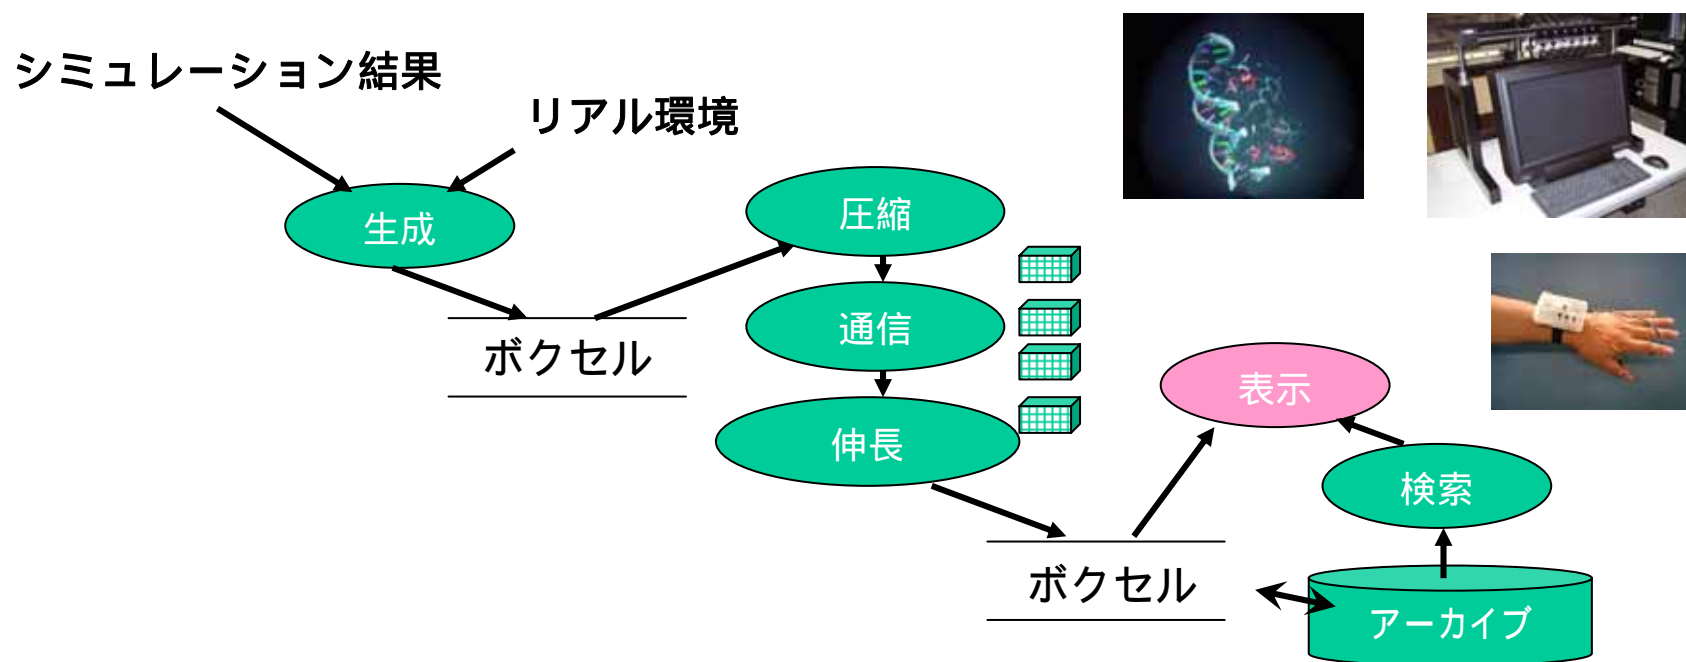 シミュレーション結果
リアル環境
生成
ボクセル
圧縮
通信
伸長
ボクセル
表示
検索
アーカイブ